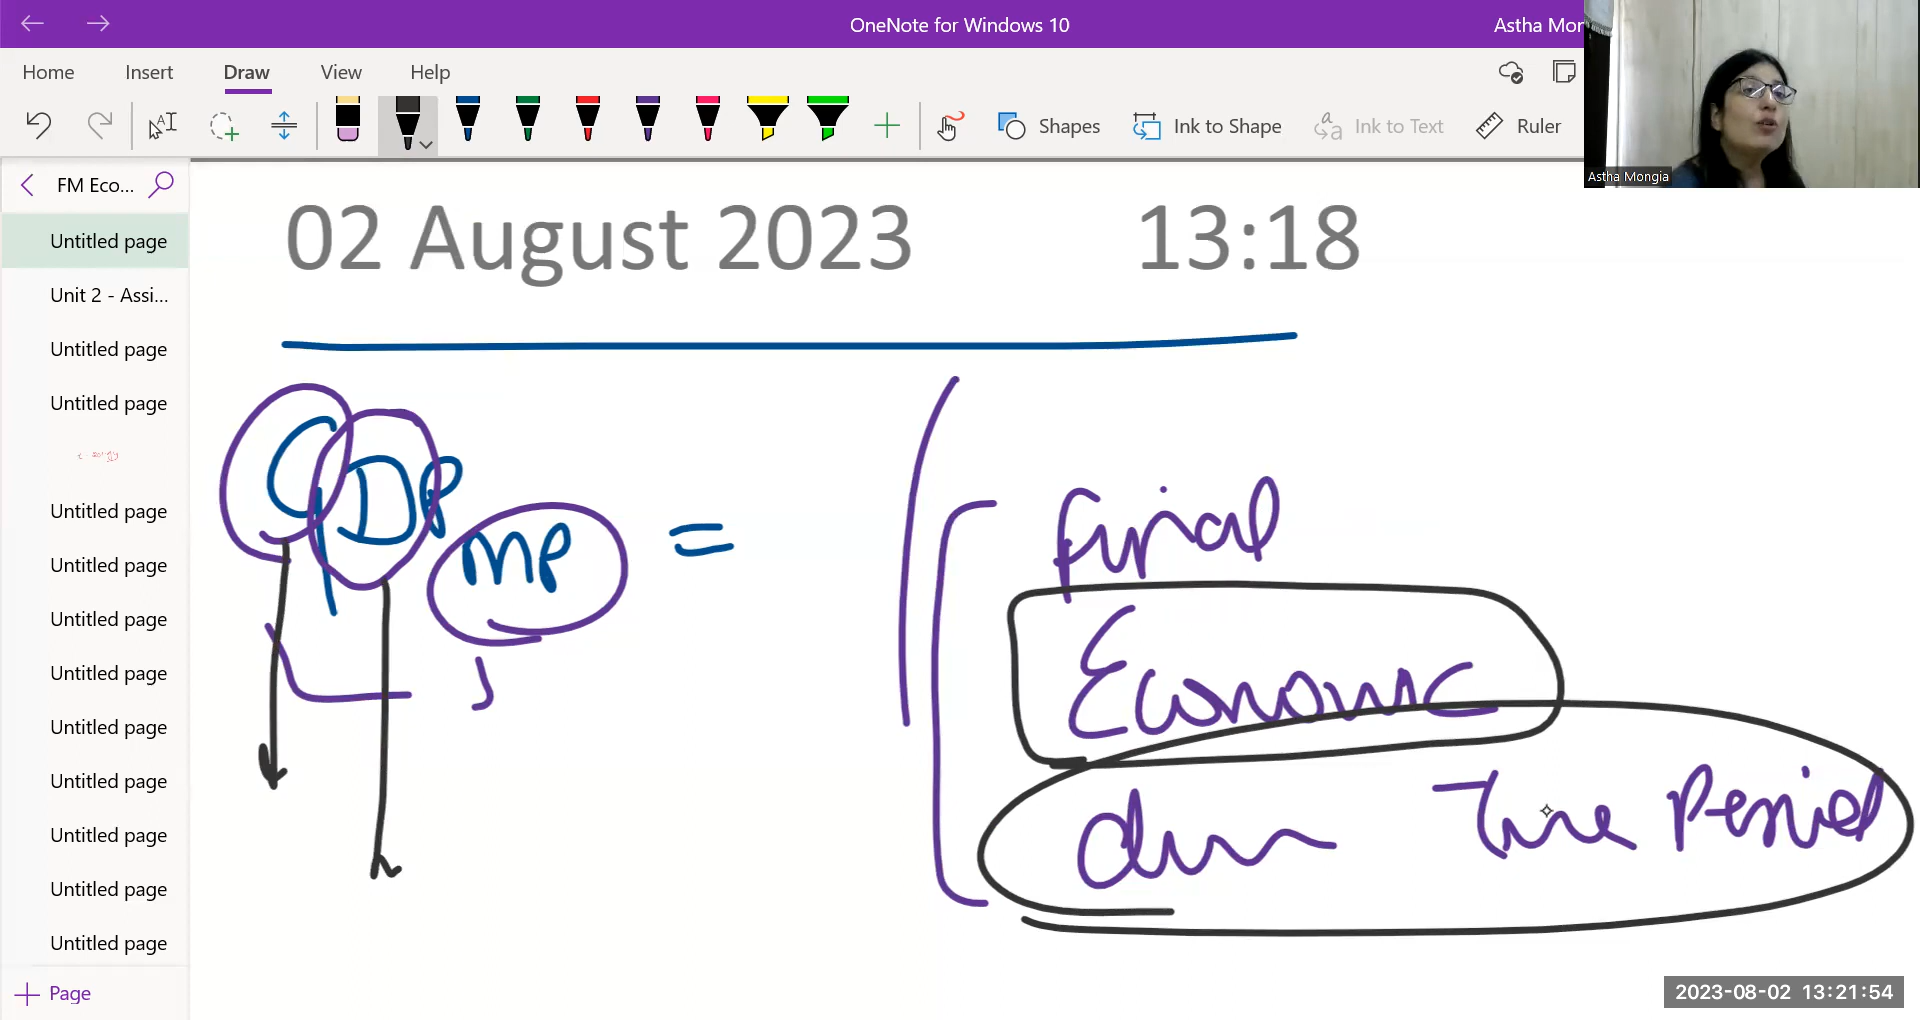 OneNote for Windows 10
Astha Mon
Home Insert Draw View Help
Shapes Ink to Shape Ink to Text Ruler
Astha Mongia
FM Eco...
Untitled page
Unit 2 - Assi...
Untitled page
Untitled page
Untitled page
Untitled page
Untitled page
Untitled page
Untitled page
Untitled page
Untitled page
Untitled page
Untitled page
Page
02 August 2023 13:18
GDP MP =
Final
Economic
Time Period
2023-08-02 13:21:54